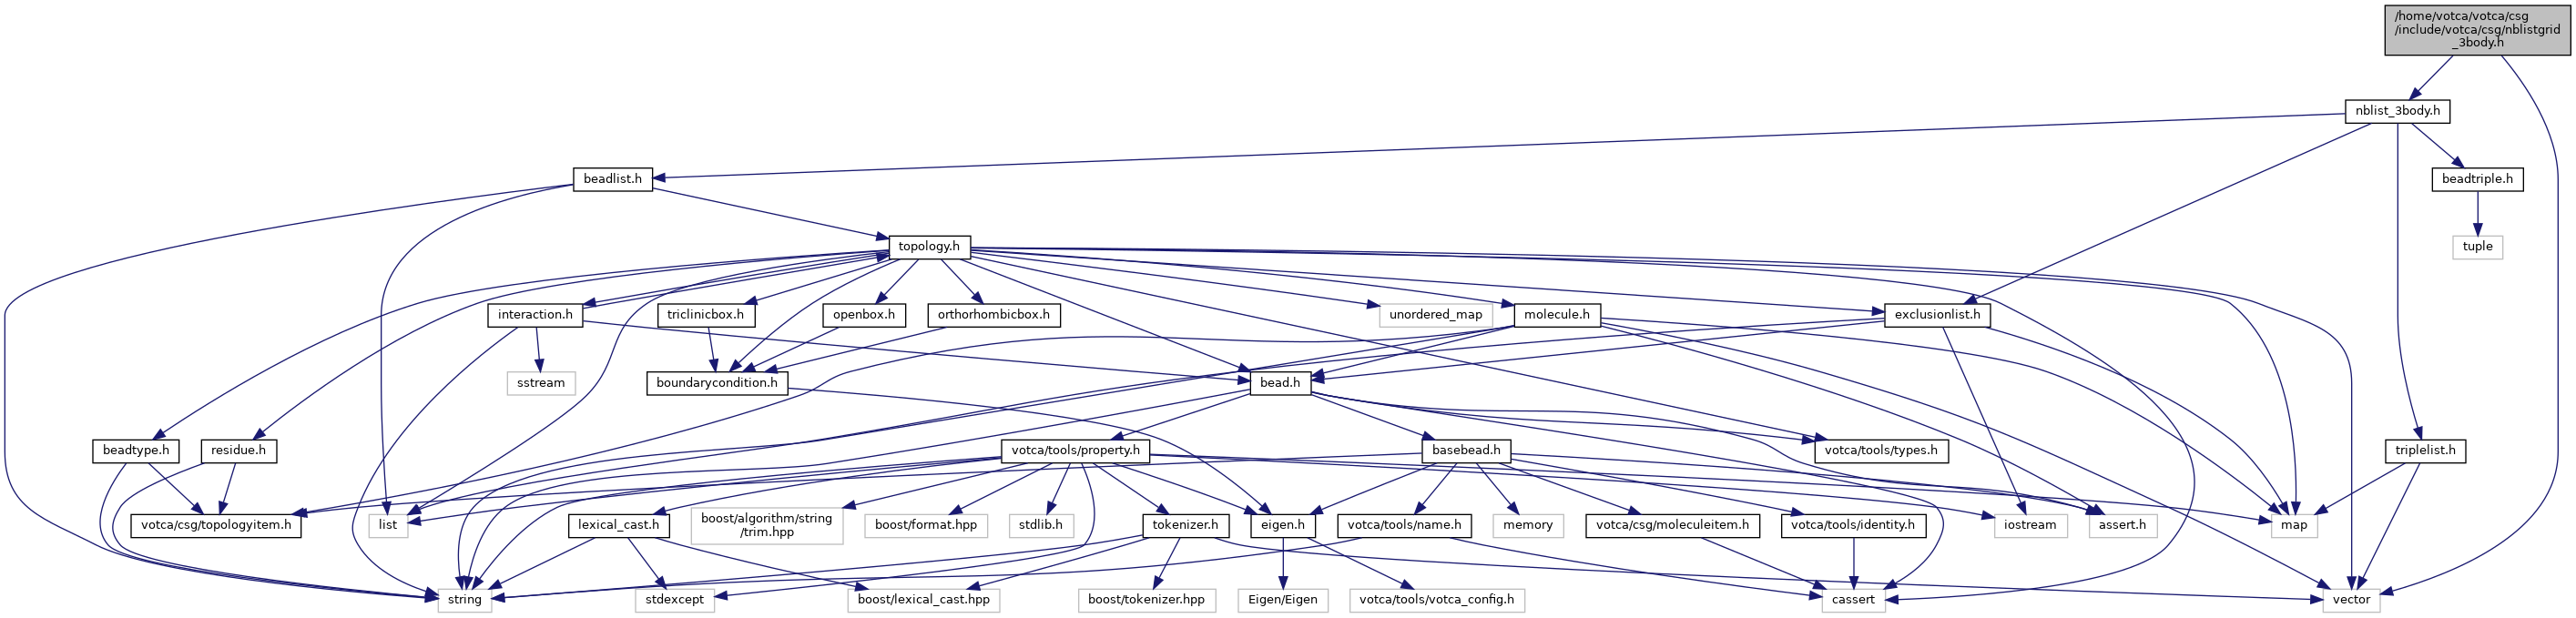 /home/votca/votca/csg
/include/votca/csg/nblistgrid
_3body.h
nblist_3body.h
beadlist.h
beadtriple.h
topology.h
tuple
interaction.h
triclinicbox.h
openbox.h
orthorhombicbox.h
unordered_map
molecule.h
exclusionlist.h
sstream
boundarycondition.h
bead.h
beadtype.h
residue.h
votca/tools/property.h
basebead.h
votca/tools/types.h
triplelist.h
votca/csg/topologyitem.h
list
lexical_cast.h
boost/algorithm/string
/trim.hpp
boost/format.hpp
stdlib.h
tokenizer.h
eigen.h
votca/tools/name.h
memory
votca/csg/moleculeitem.h
votca/tools/identity.h
iostream
assert.h
map
string
stdexcept
boost/lexical_cast.hpp
boost/tokenizer.hpp
Eigen/Eigen
votca/tools/votca_config.h
cassert
vector